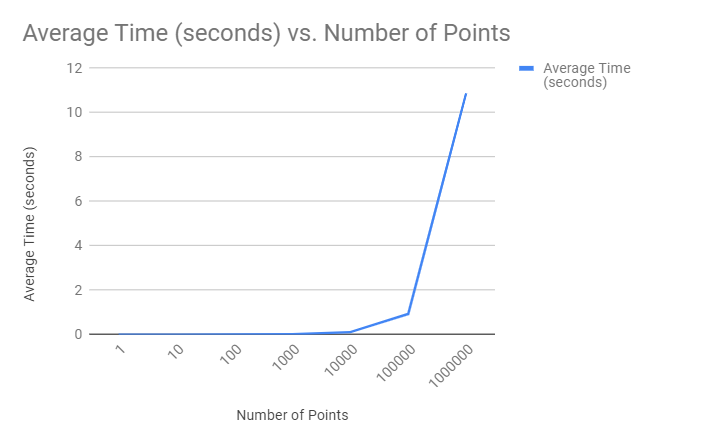 Average Time (seconds) vs. Number of Points
Average Time
(seconds)
Average Time (seconds)
12
10
8
6
4
2
0
1
10
100
1000
10000
100000
1000000
Number of Points